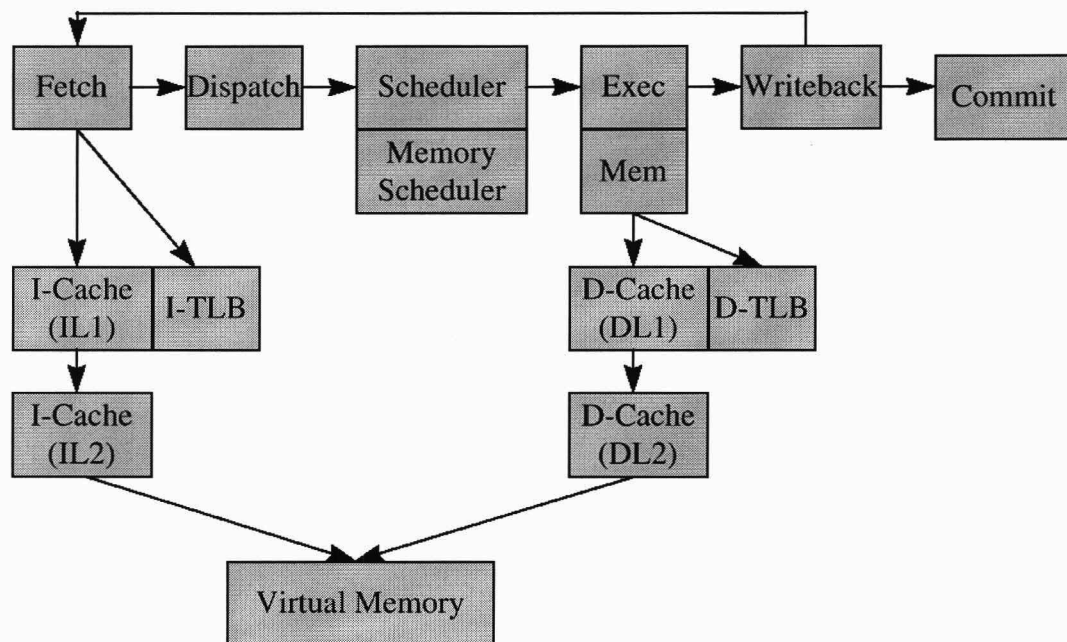 Fetch
Dispatch
Scheduler
Exec
Writeback
Commit
Memory
Scheduler
Mem
I-Cache
(IL1)
I-TLB
D-Cache
(DL1)
D-TLB
I-Cache
(IL2)
D-Cache
(DL2)
Virtual Memory